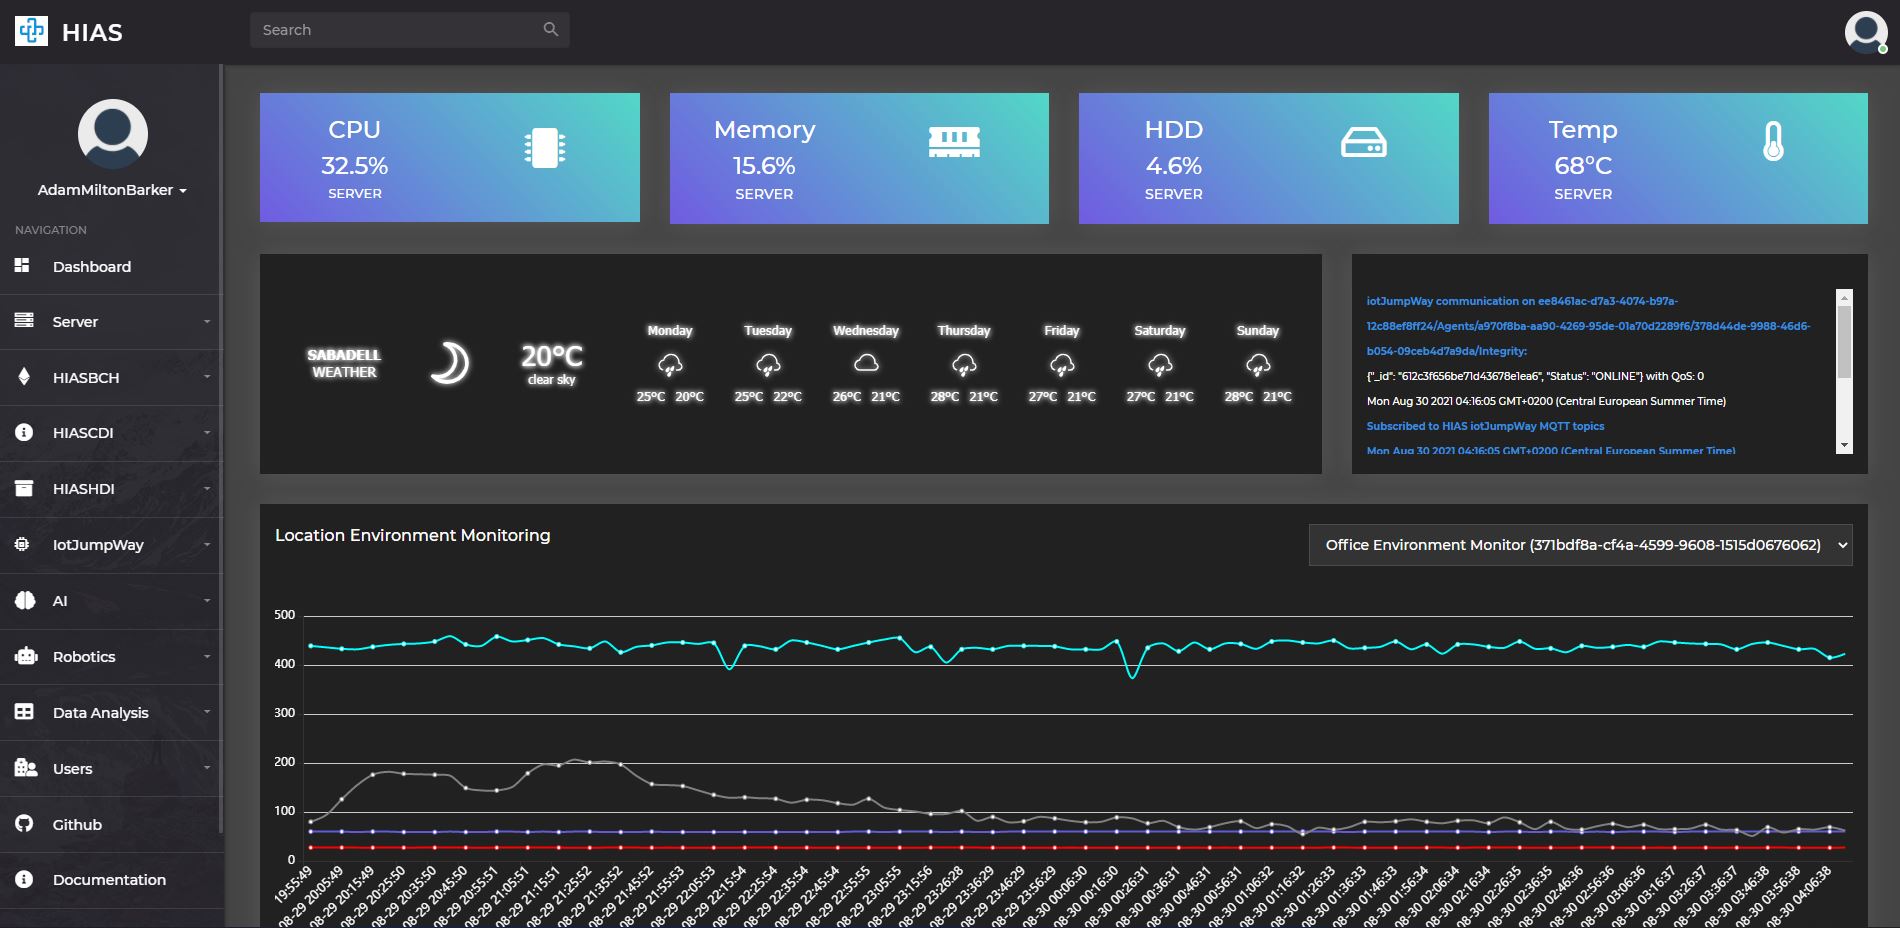 HIAS
Search
AdamMiltonBarker
NAVIGATION
Dashboard
Server
HIASBCH
HIASCDI
HIASHDI
IotJumpWay
AI
Robotics
Data Analysis
Users
Github
Documentation
CPU
32.5%
SERVER
Memory
15.6%
SERVER
HDD
4.6%
SERVER
Temp
68°C
SERVER
SABADELL
WEATHER
20°C
clear sky
Monday
25°C 20°C
Tuesday
25°C 22°C
Wednesday
26°C 21°C
Thursday
28°C 21°C
Friday
27°C 21°C
Saturday
27°C 21°C
Sunday
28°C 21°C
iotJumpWay communication on ee8461ac-d7a3-4074-b97a-
12c88ef8ff24/Agents/a970f8ba-aa90-4269-95de-01a70d2289f6/378d44de-9988-46d6-
b054-09ceb4d7a9da/Integrity:
{"_id": "612c3f656be71d43678e1ea6", "Status": "ONLINE"} with QoS: 0
Mon Aug 30 2021 04:16:05 GMT+0200 (Central European Summer Time)
Subscribed to HIAS iotJumpWay MQTT topics
Mon Aug 30 2021 04:16:05 GMT+0200 (Central European Summer Time)
Location Environment Monitoring
Office Environment Monitor (371bdf8a-cf4a-4599-9608-1515d0676062)
500
400
300
200
100
0
19:55:49
08-29 20:05:49
08-29 20:15:49
08-29 20:25:50
08-29 20:35:50
08-29 20:45:50
08-29 20:55:51
08-29 21:05:51
08-29 21:15:51
08-29 21:25:52
08-29 21:35:52
08-29 21:45:52
08-29 21:55:53
08-29 22:05:53
08-29 22:15:54
08-29 22:25:54
08-29 22:35:54
08-29 22:45:54
08-29 22:55:55
08-29 23:05:55
08-29 23:15:56
08-29 23:26:28
08-29 23:36:29
08-29 23:46:29
08-29 23:56:29
08-30 00:06:30
08-30 00:16:30
08-30 00:26:31
08-30 00:36:31
08-30 00:46:31
08-30 00:56:31
08-30 01:06:32
08-30 01:16:32
08-30 01:26:33
08-30 01:36:33
08-30 01:46:33
08-30 01:56:34
08-30 02:06:34
08-30 02:16:34
08-30 02:26:35
08-30 02:36:35
08-30 02:46:36
08-30 02:56:36
08-30 03:06:36
08-30 03:16:37
08-30 03:26:37
08-30 03:36:37
08-30 03:46:38
08-30 03:56:38
08-30 04:06:38